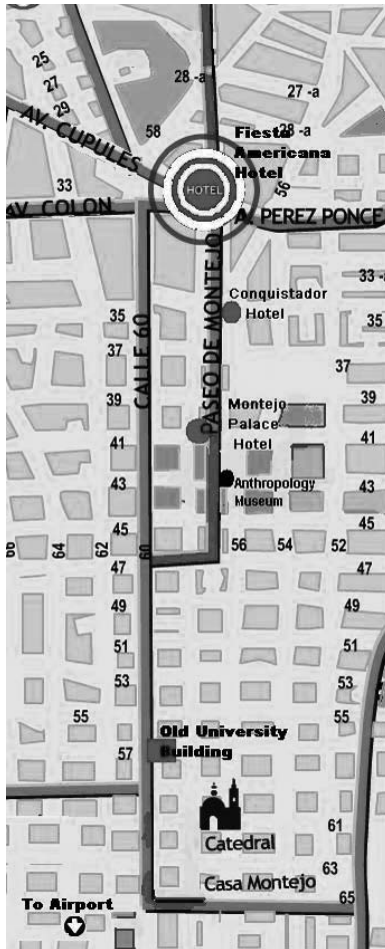 25
27
29
28 -a
27 -a
58
28 -a
AV. CUPULES
Fiesta
Americana
Hotel
HOTEL
56
33
AV. COLON
A. PEREZ PONCE
33 -a
Conquistador
Hotel
35
35
CALLE 60
PASEO DE MONTEJO
37
37
39
Montejo
Palace
Hotel
39
41
41
43
Anthropology
Museum
43
45
45
66
64
62
60
56
54
52
47
47
49
49
51
51
53
53
55
55
Old University
Building
57
61
Catedral
63
Casa Montejo
65
To Airport